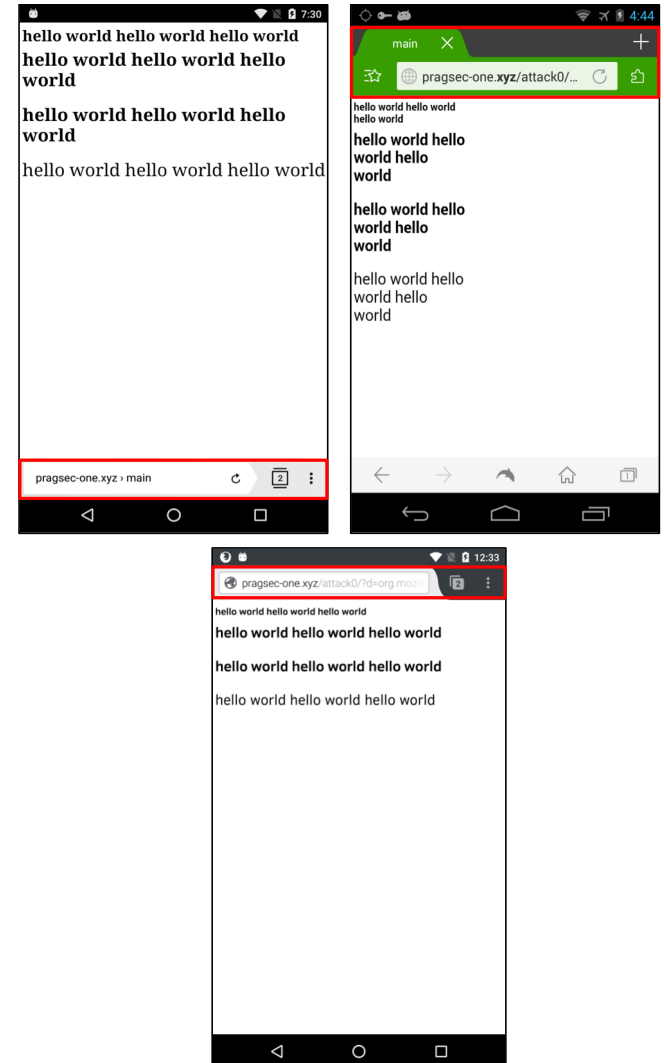 7:30
hello world hello world hello world
hello world hello world hello
world
hello world hello world hello
world
hello world hello world hello world
pragsec-one.xyz › main
2
4:44
main
pragsec-one.xyz/attack0/...
hello world hello world
hello world
hello world hello
world hello
world
hello world hello
world hello
world
hello world hello
world hello
world
1
12:33
pragsec-one.xyz/attack0/?d=org.mozil
2
hello world hello world hello world
hello world hello world hello world
hello world hello world hello world
hello world hello world hello world